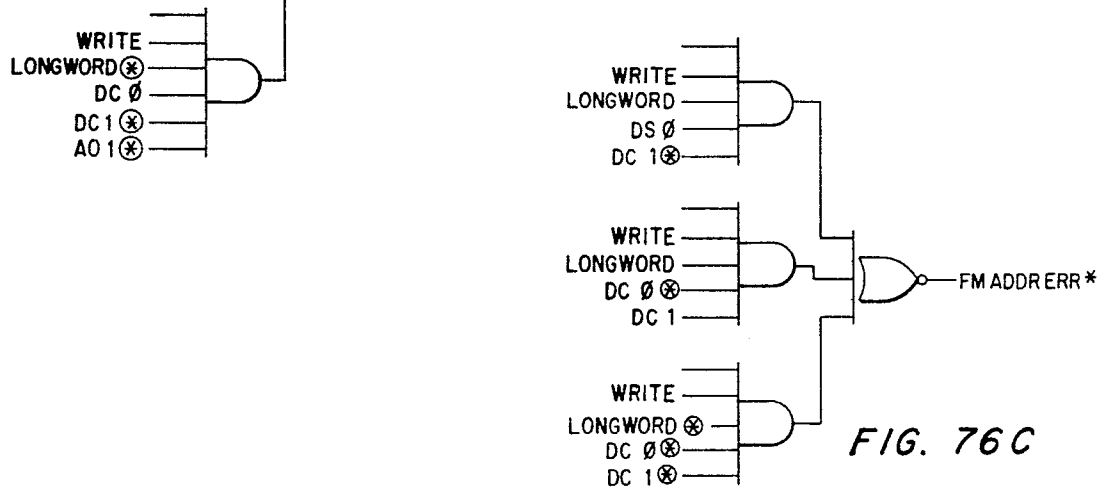 WRITE
LONGWORD⊛
DC Ø
DC 1⊛
AO 1⊛
WRITE
LONGWORD
DS Ø
DC 1⊛
WRITE
LONGWORD
DC Ø⊛
DC 1
FM ADDR ERR*
WRITE
LONGWORD⊛
DC Ø⊛
DC 1⊛
FIG. 76C